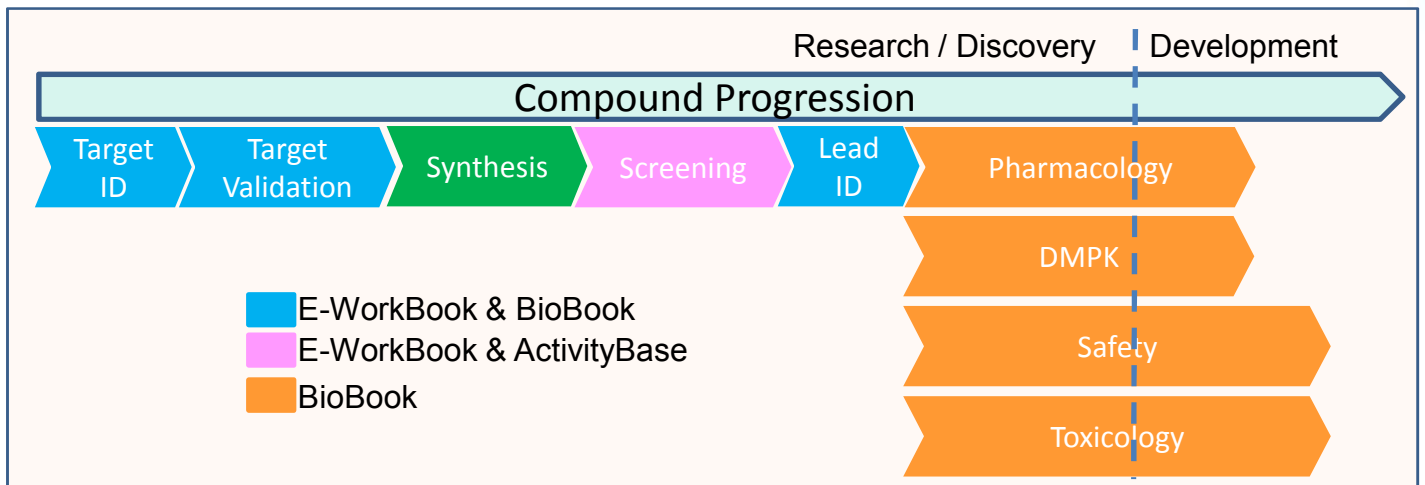 Research / Discovery
Development
Compound Progression
Target
ID
Target
Validation
Synthesis
Screening
Lead
ID
Pharmacology
DMPK
Safety
Toxicology
E-WorkBook & BioBook
E-WorkBook & ActivityBase
BioBook